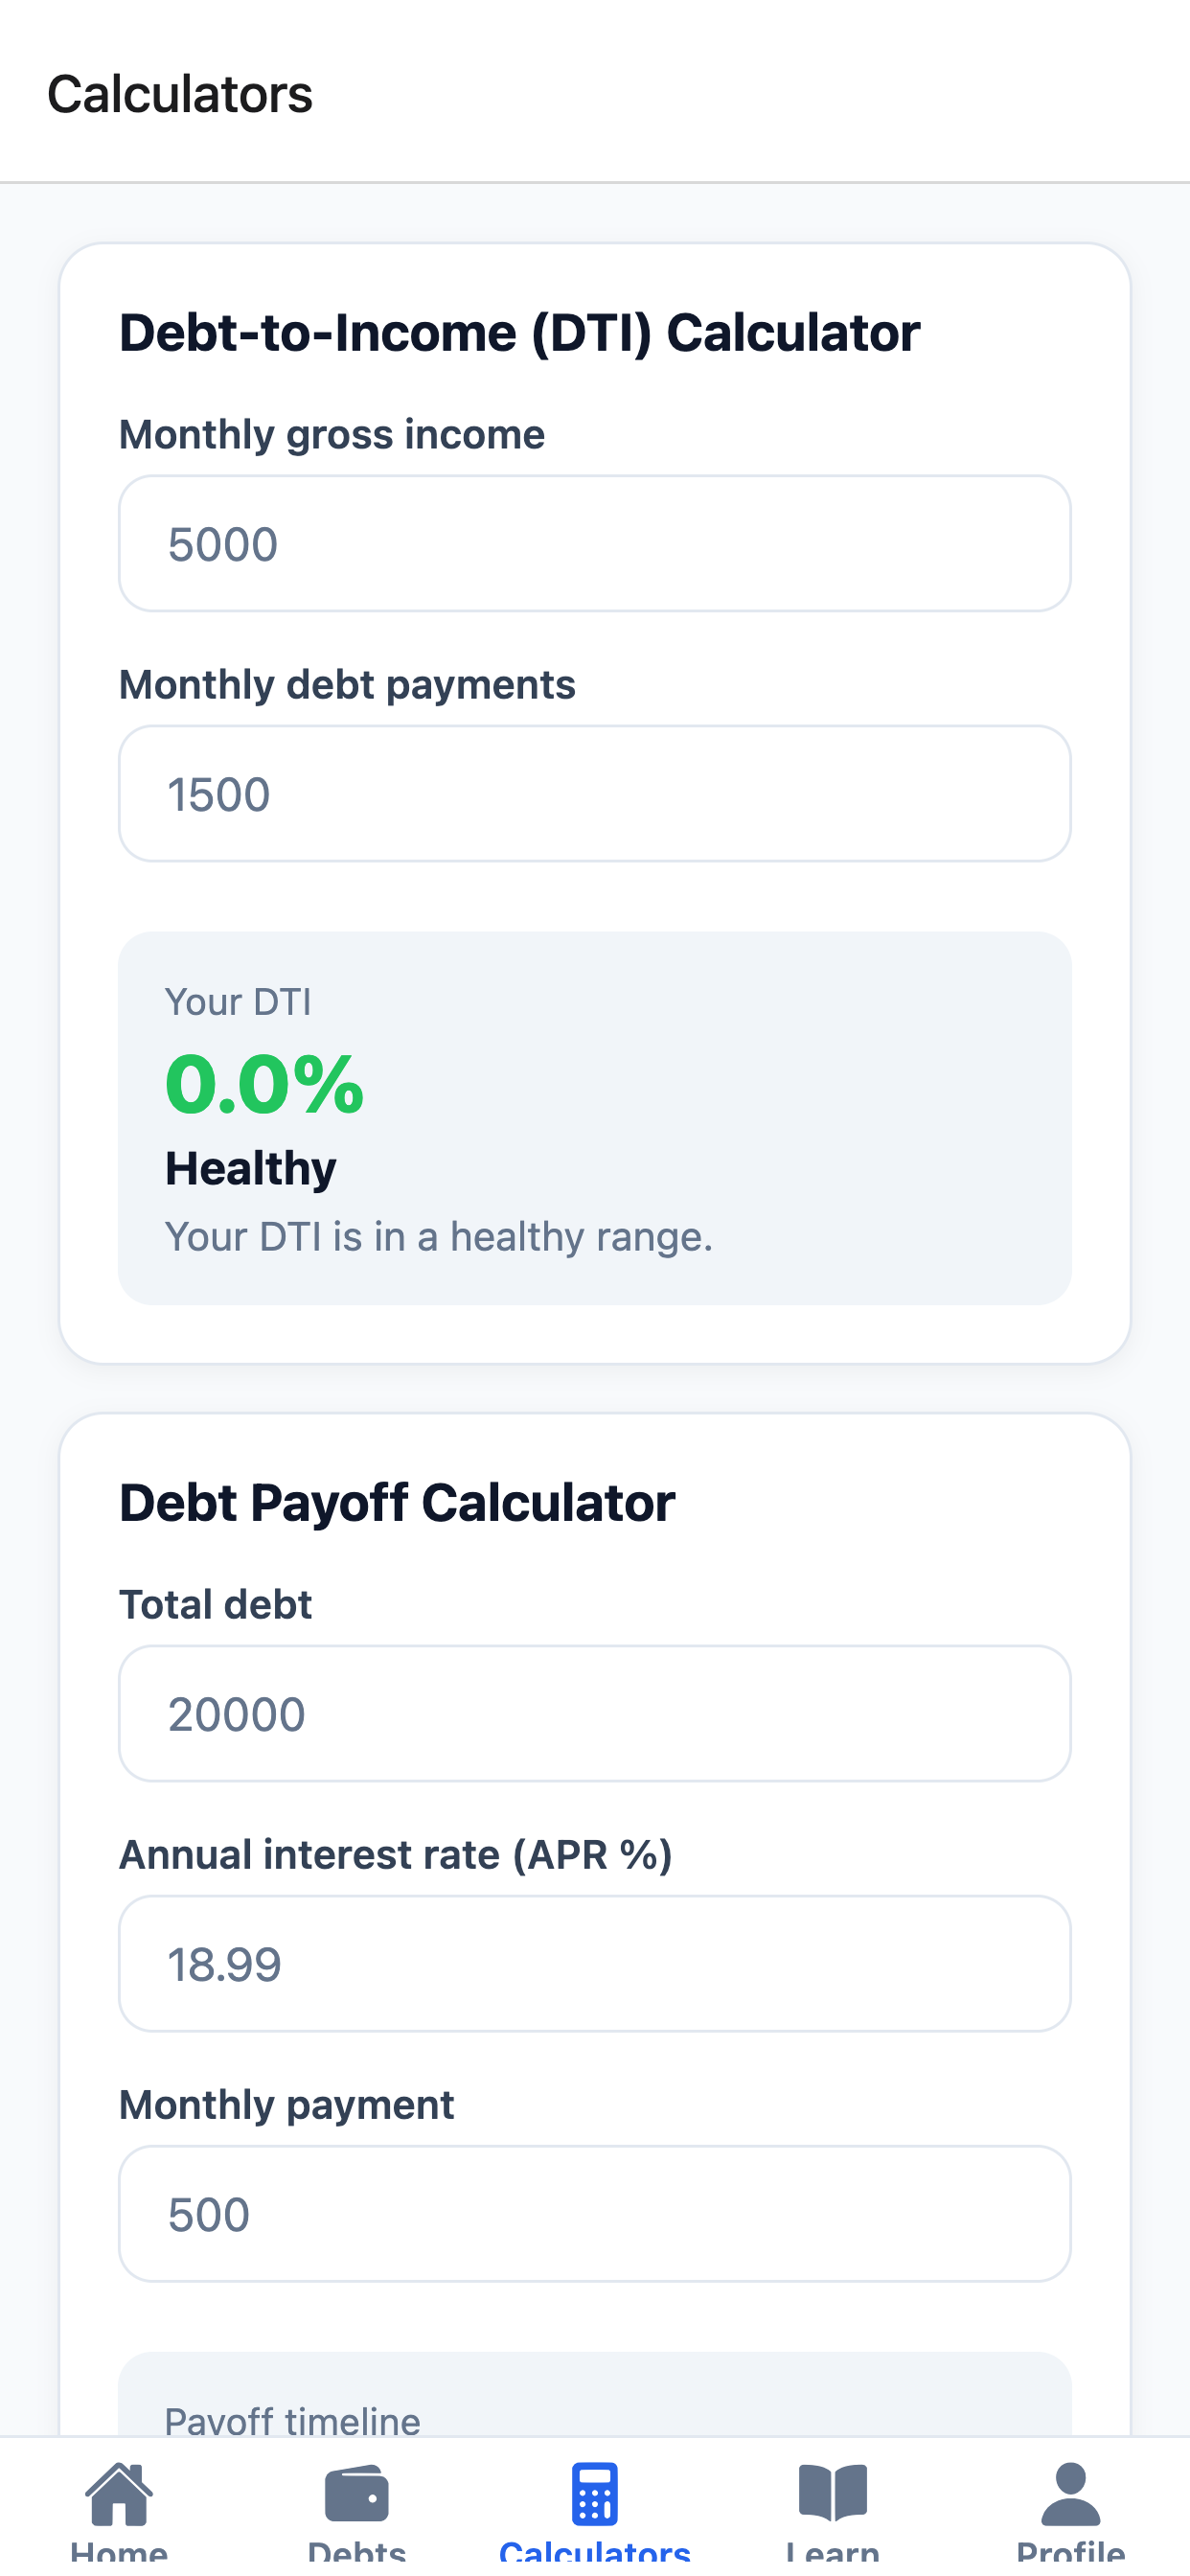 Calculators
Debt-to-Income (DTI) Calculator
Monthly gross income
5000
Monthly debt payments
1500
Your DTI
0.0%
Healthy
Your DTI is in a healthy range.
Debt Payoff Calculator
Total debt
20000
Annual interest rate (APR %)
18.99
Monthly payment
500
Payoff timeline
Home Debts Calculators Learn Profile